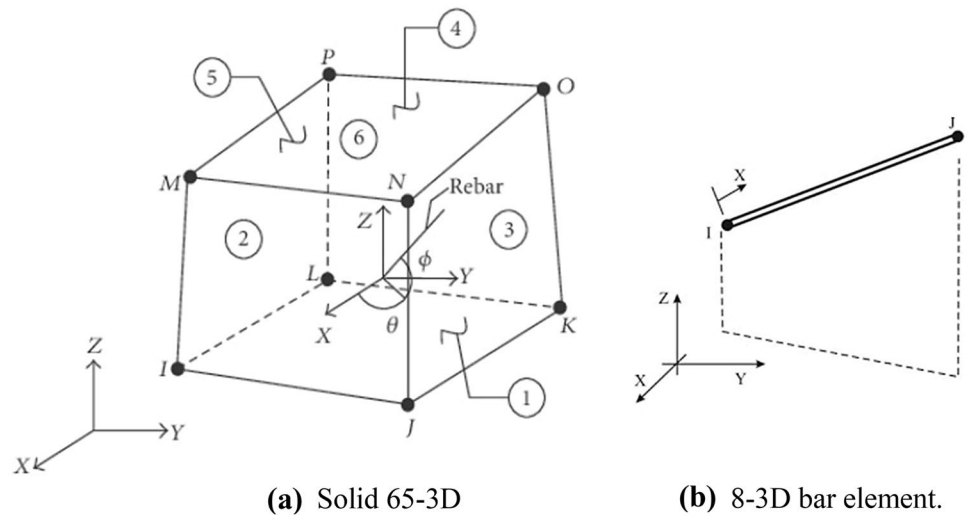 4
P
5
O
6
M
N
Rebar
Z
2
3
L
ϕ
Y
X
θ
K
I
1
J
Z
Y
X
J
X
I
Z
X
Y
(a) Solid 65-3D
(b) 8-3D bar element.